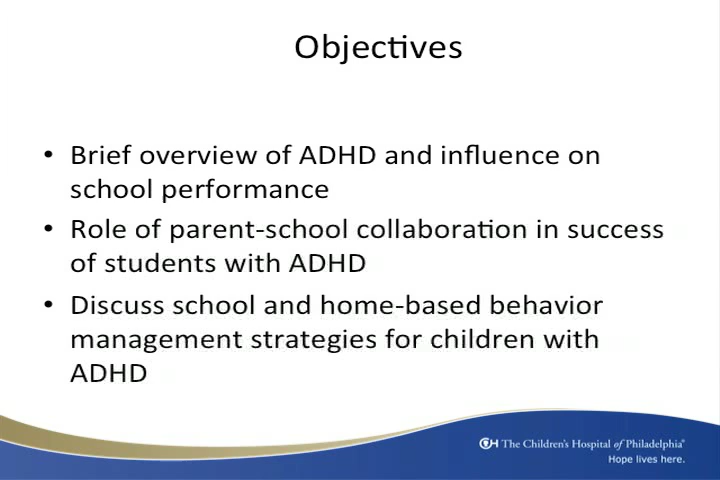 Objectives
• Brief overview of ADHD and influence on
school performance
• Role of parent-school collaboration in success
of students with ADHD
• Discuss school and home-based behavior
management strategies for children with
ADHD
The Children's Hospital of Philadelphia®
Hope lives here.